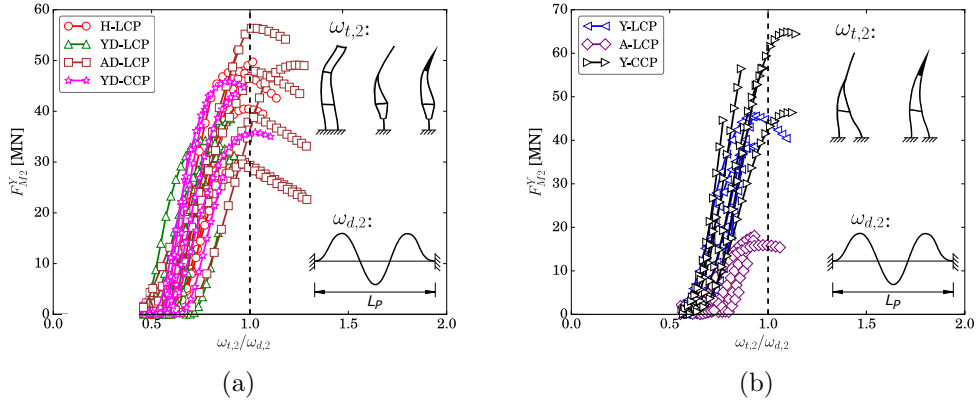 60
50
40
30
20
10
0
0.0
0.5
1.0
1.5
2.0
F^Y_{M2} [MN]
ω_{t,2}/ω_{d,2}
H-LCP
YD-LCP
AD-LCP
YD-CCP
ω_{t,2}:
ω_{d,2}:
L_P
(a)
70
60
50
40
30
20
10
0
0.0
0.5
1.0
1.5
2.0
F^Y_{M2} [MN]
ω_{t,2}/ω_{d,2}
Y-LCP
A-LCP
Y-CCP
ω_{t,2}:
ω_{d,2}:
L_P
(b)